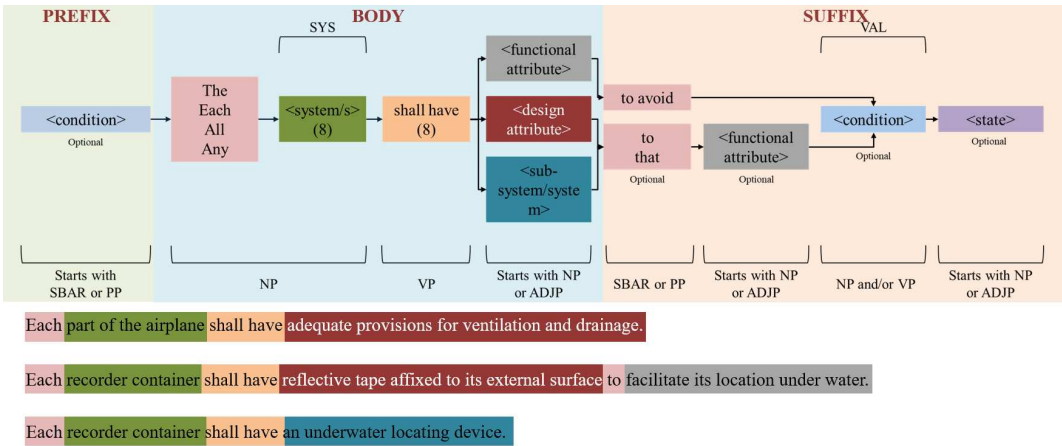 PREFIX
BODY
SUFFIX
SYS
VAL
<condition>
Optional
The
Each
All
Any
<system/s>
(8)
shall have
(8)
<functional
attribute>
<design
attribute>
<sub-
system/syste
m>
to avoid
to
that
Optional
<functional
attribute>
Optional
<condition>
Optional
<state>
Optional
Starts with
SBAR or PP
NP
VP
Starts with NP
or ADJP
SBAR or PP
Starts with NP
or ADJP
NP and/or VP
Starts with NP
or ADJP
Each part of the airplane shall have adequate provisions for ventilation and drainage.
Each recorder container shall have reflective tape affixed to its external surface to facilitate its location under water.
Each recorder container shall have an underwater locating device.